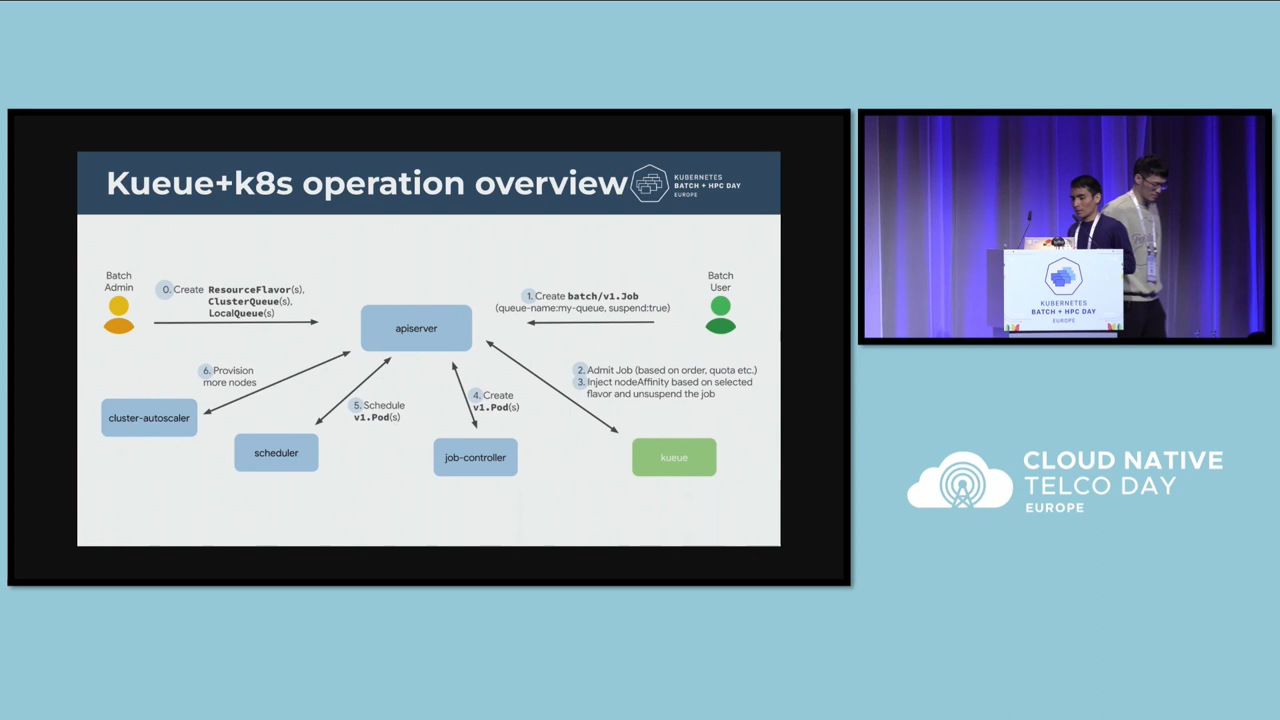 Kueue+k8s operation overview
KUBERNETES
BATCH + HPC DAY
EUROPE
Batch
Admin
0. Create ResourceFlavor(s),
ClusterQueue(s),
LocalQueue(s)
1. Create batch/v1.Job
(queue-name:my-queue, suspend:true)
Batch
User
apiserver
6. Provision
more nodes
5. Schedule
v1.Pod(s)
4. Create
v1.Pod(s)
2. Admit Job (based on order, quota etc.)
3. Inject nodeAffinity based on selected
flavor and unsuspend the job
cluster-autoscaler
scheduler
job-controller
kueue
KUBERNETES
BATCH + HPC DAY
EUROPE
CLOUD NATIVE
TELCO DAY
EUROPE